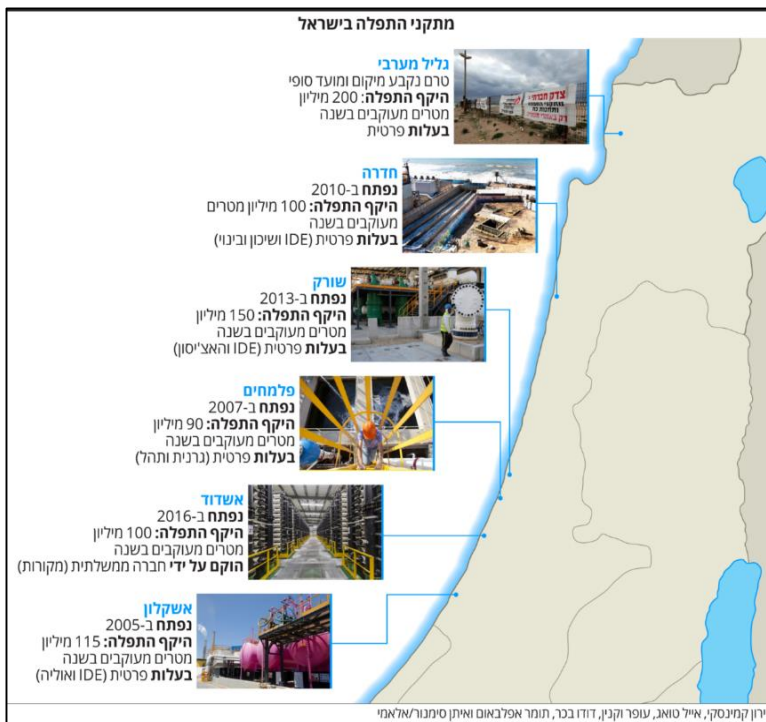 מתקני התפלה בישראל
גליל מערבי
טרם נקבע מיקום ומועד סופי
היקף התפלה: 200 מיליון
מטרים מעוקבים בשנה
בעלות פרטית
צדק חברתי
חדרה
נפתח ב-2010
היקף התפלה: 100 מיליון מטרים
מעוקבים בשנה
בעלות פרטית (IDE ושיכון ובינוי)
שורק
נפתח ב-2013
היקף התפלה: 150 מיליון
מטרים מעוקבים בשנה
בעלות פרטית (IDE והאצ'יסון)
פלמחים
נפתח ב-2007
היקף התפלה: 90 מיליון
מטרים מעוקבים בשנה
בעלות פרטית (גרנית ותהל)
אשדוד
נפתח ב-2016
היקף התפלה: 100 מיליון
מטרים מעוקבים בשנה
הוקם על ידי חברה ממשלתית (מקורות)
אשקלון
נפתח ב-2005
היקף התפלה: 115 מיליון
מטרים מעוקבים בשנה
בעלות פרטית (IDE ואוליה)
ירון קמינסקי, אייל טואג, עופר וקנין, דודו בכר, תומר אפלבאום ואיתן סימנור/אלאמי